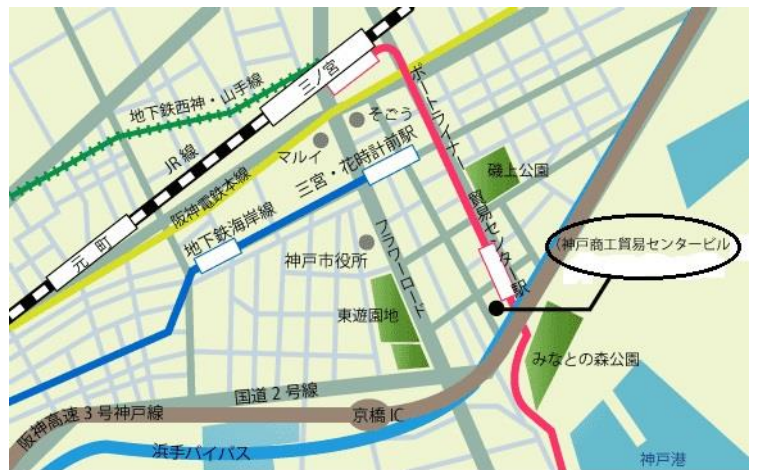 三ノ宮
地下鉄西神・山手線
JR線
そごう
マルイ
ポートライナー
三宮・花時計前駅
磯上公園
阪神電鉄本線
元町
地下鉄海岸線
貿易センター駅
フラワーロード
神戸市役所
(神戸商工貿易センタービル
東遊園地
みなとの森公園
国道2号線
阪神高速3号神戸線
京橋IC
浜手バイパス
神戸港